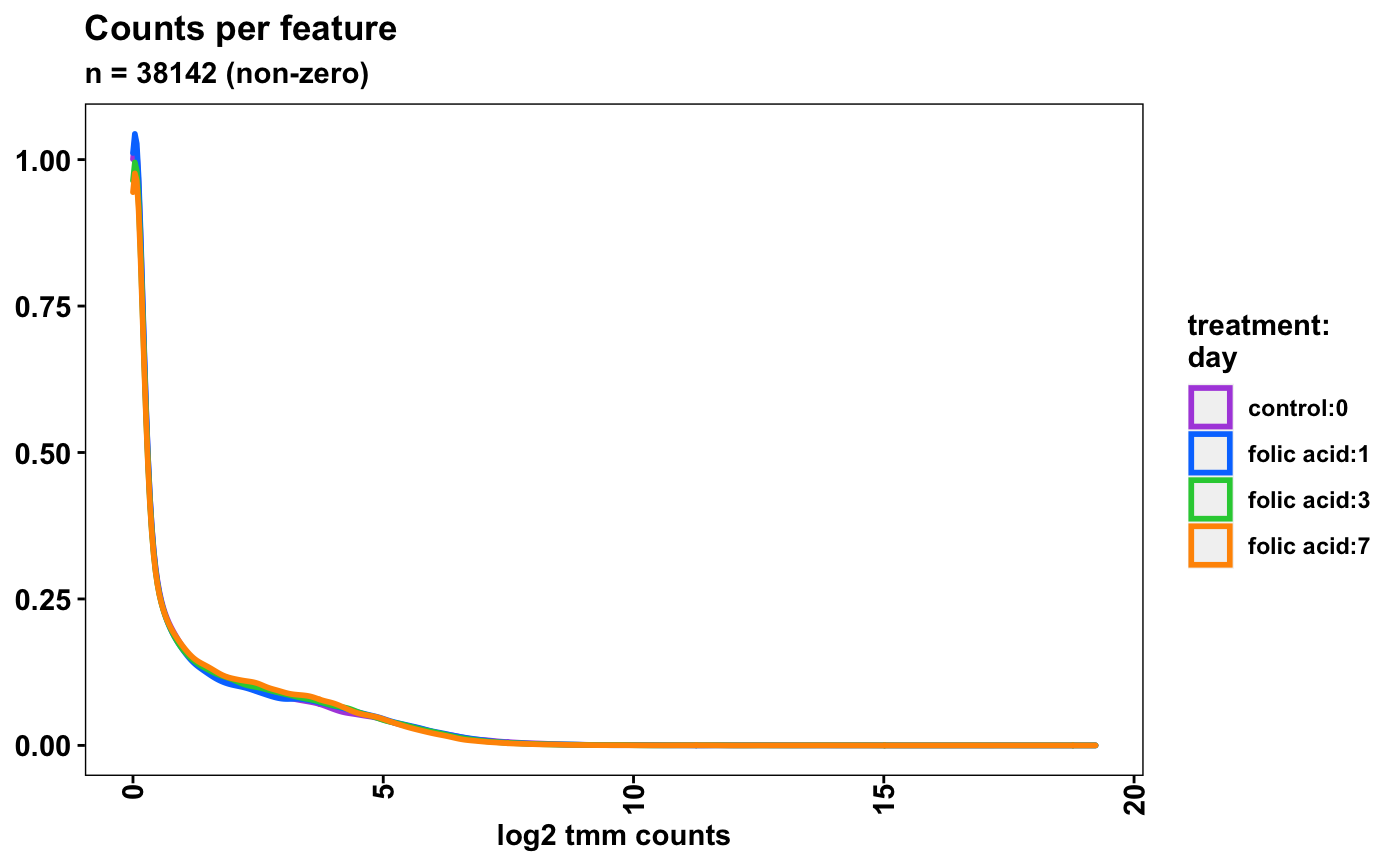 Counts per feature
n = 38142 (non-zero)
1.00
0.75
0.50
0.25
0.00
0
5
10
15
20
log2 tmm counts
treatment:
day
control:0
folic acid:1
folic acid:3
folic acid:7